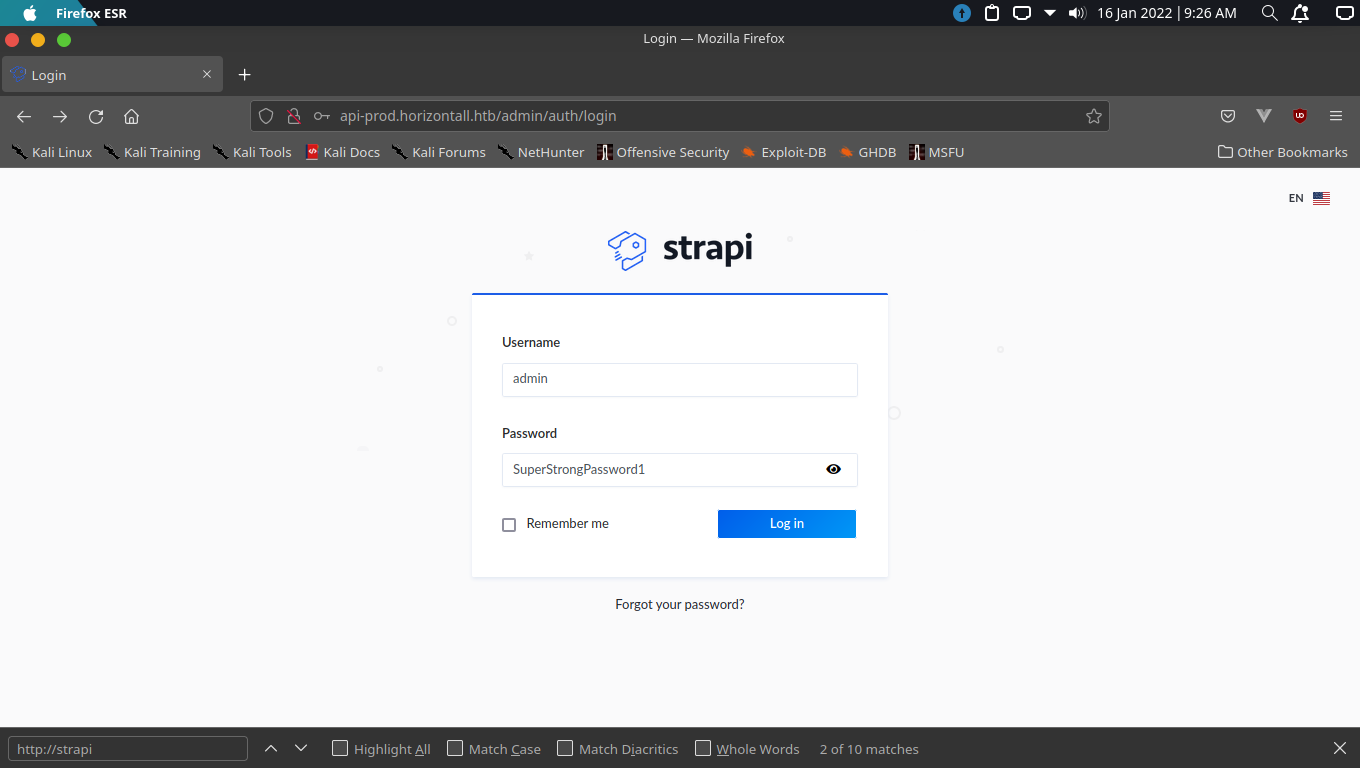 Firefox ESR
16 Jan 2022 | 9:26 AM
Login — Mozilla Firefox
Login
api-prod.horizontall.htb/admin/auth/login
Kali Linux Kali Training Kali Tools Kali Docs Kali Forums NetHunter Offensive Security Exploit-DB GHDB MSFU Other Bookmarks
EN
strapi
Username
admin
Password
SuperStrongPassword1
Remember me Log in
Forgot your password?
http://strapi Highlight All Match Case Match Diacritics Whole Words 2 of 10 matches